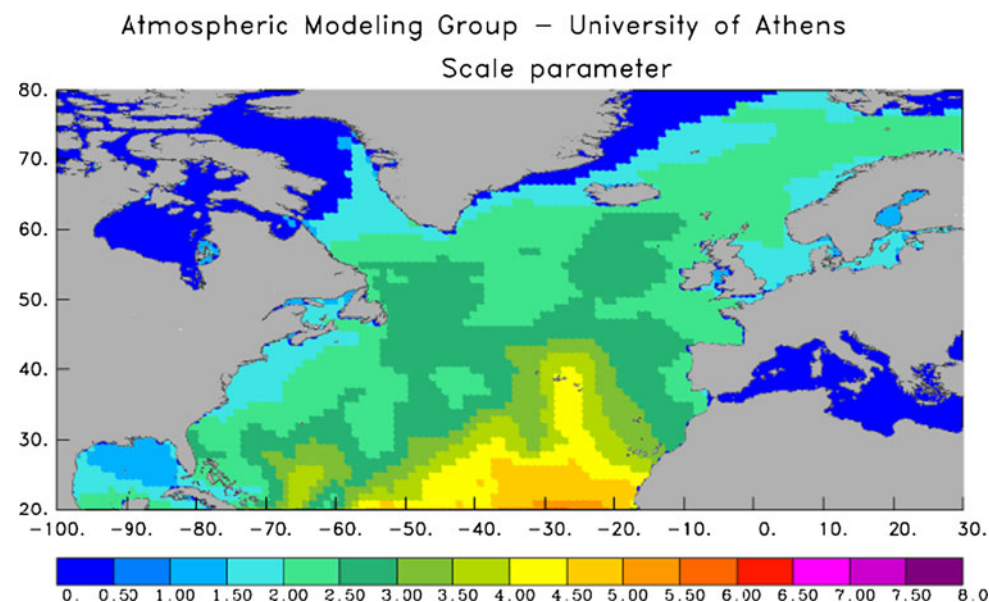 Atmospheric Modeling Group – University of Athens
Scale parameter
80.
70.
60.
50.
40.
30.
20.
-100. -90. -80. -70. -60. -50. -40. -30. -20. -10. 0. 10. 20. 30.
0. 0.50 1.00 1.50 2.00 2.50 3.00 3.50 4.00 4.50 5.00 5.50 6.00 6.50 7.00 7.50 8.0